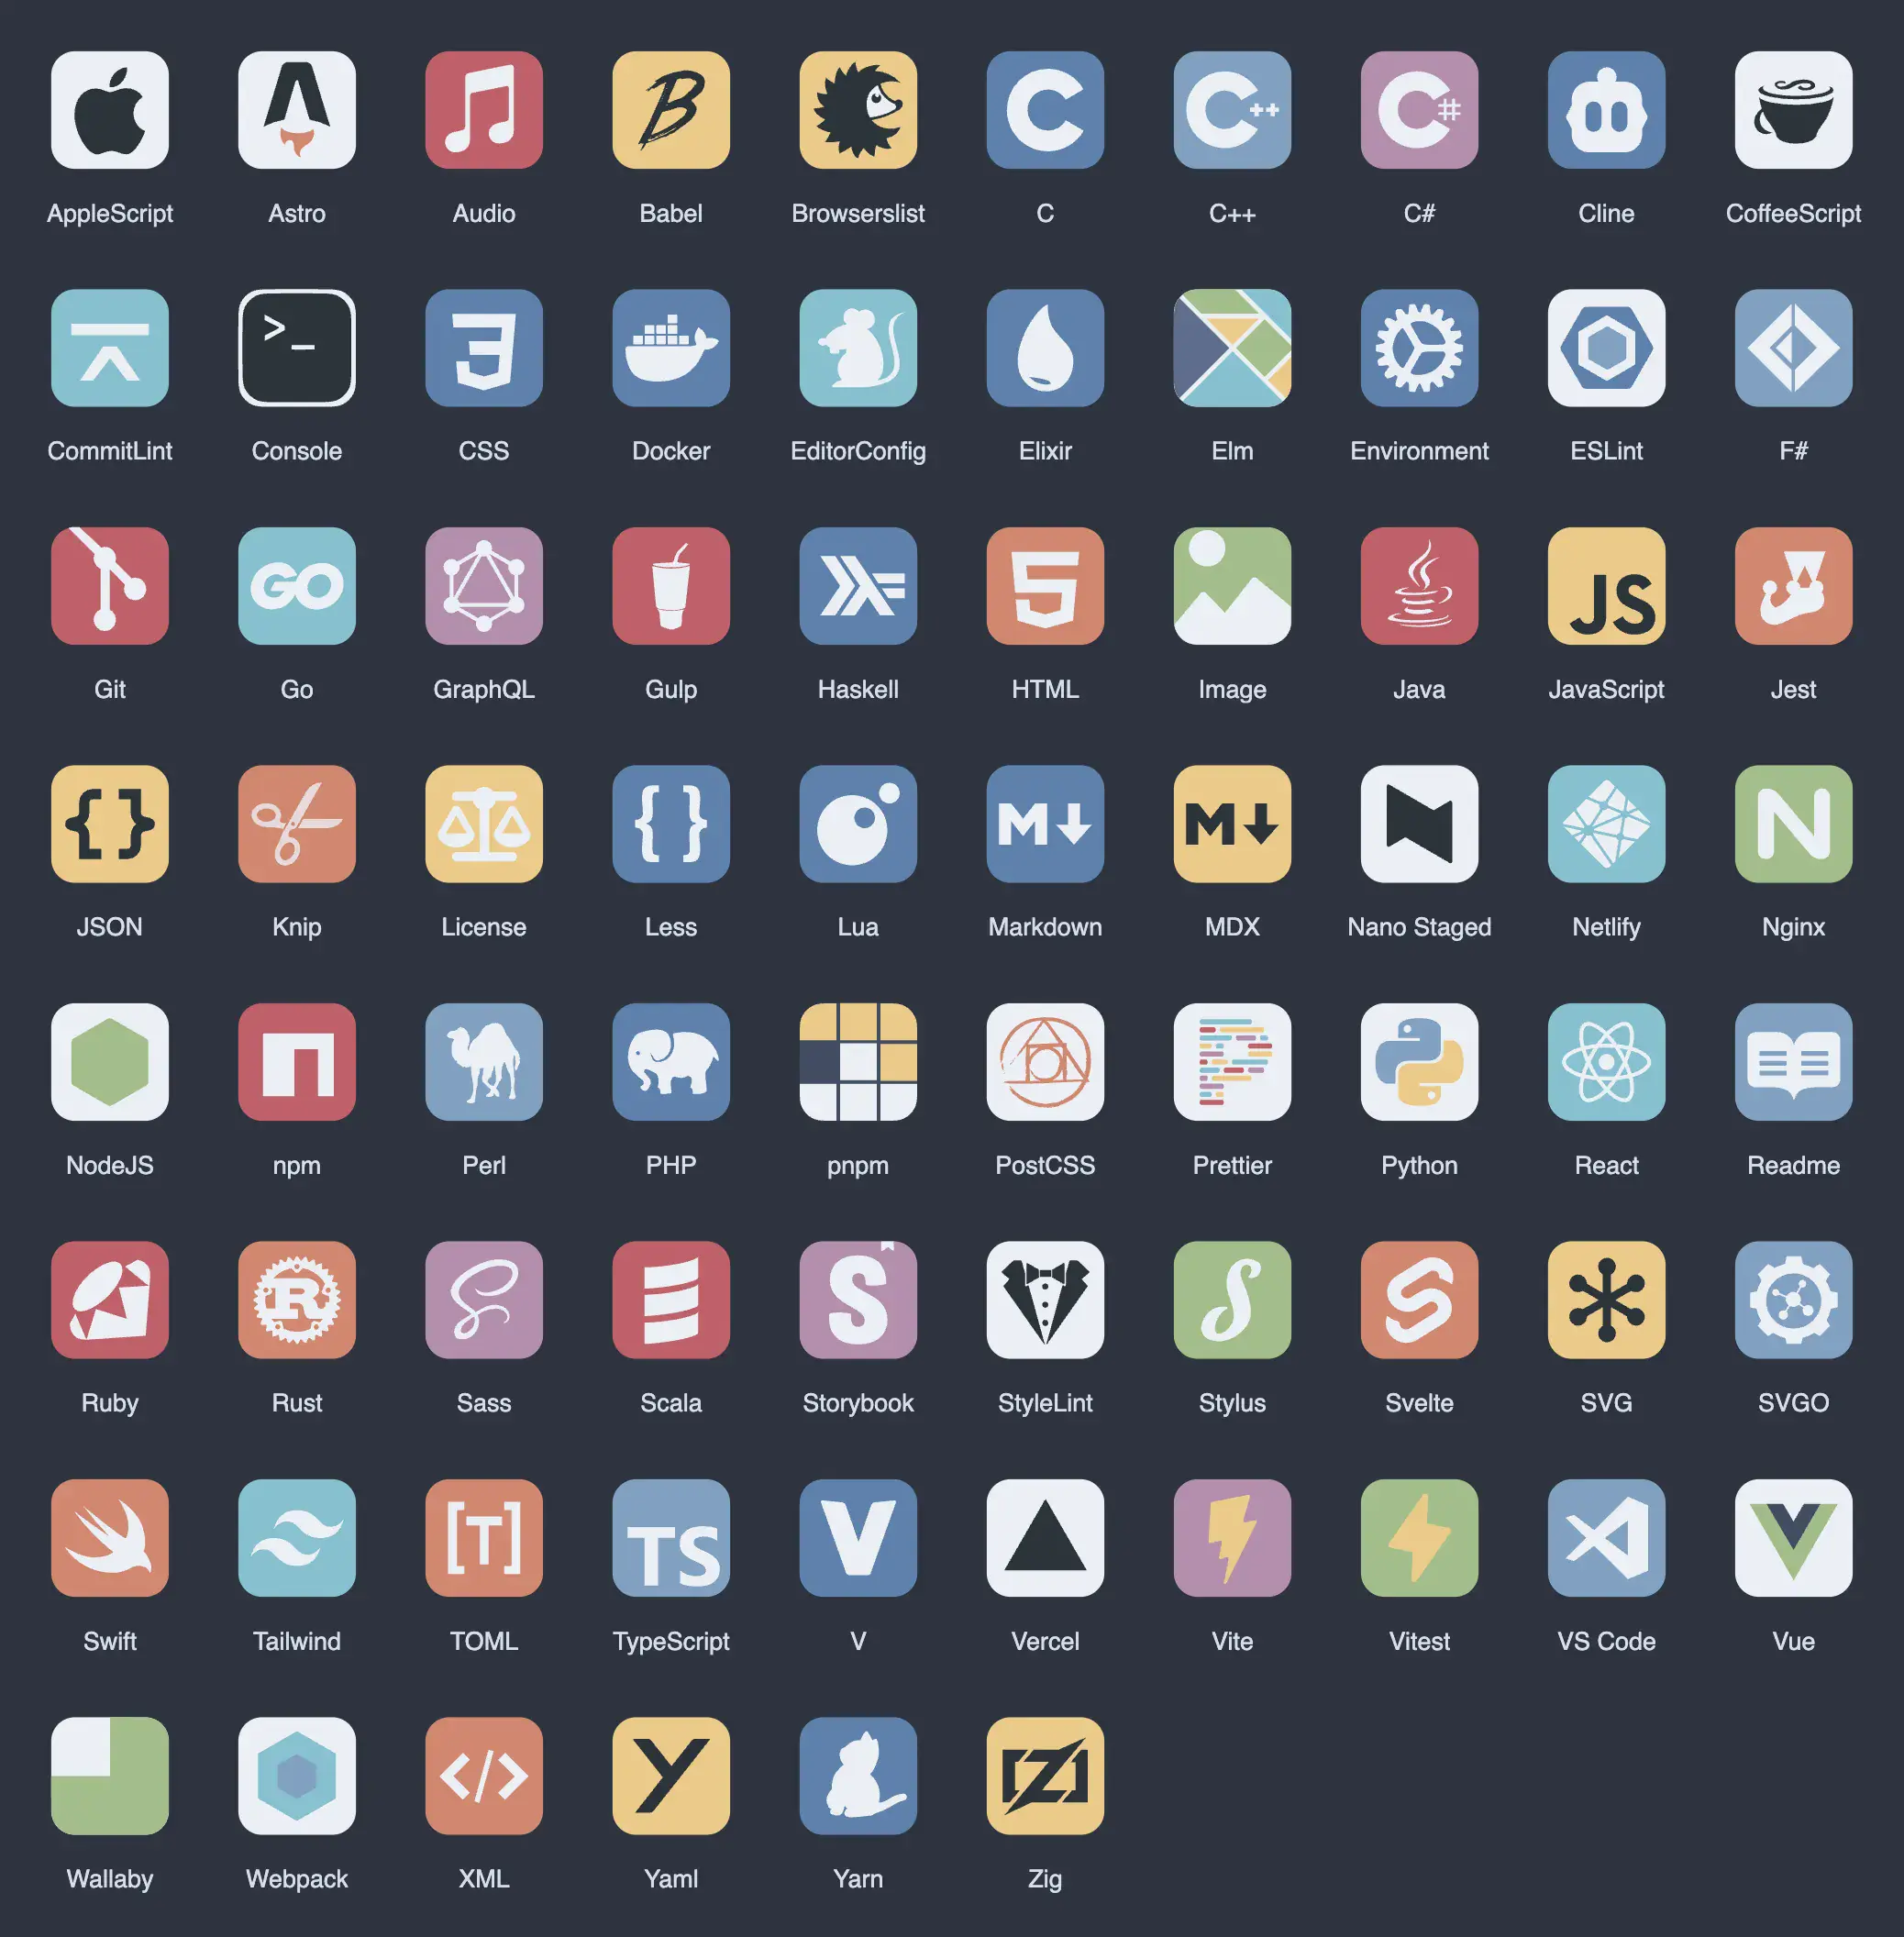 AppleScript Astro Audio Babel Browserslist C C++ C# Cline CoffeeScript
CommitLint Console CSS Docker EditorConfig Elixir Elm Environment ESLint F#
GO
JS
Git Go GraphQL Gulp Haskell HTML Image Java JavaScript Jest
M M N
JSON Knip License Less Lua Markdown MDX Nano Staged Netlify Nginx
NodeJS npm Perl PHP pnpm PostCSS Prettier Python React Readme
R S
Ruby Rust Sass Scala Storybook StyleLint Stylus Svelte SVG SVGO
[T] TS V
Swift Tailwind TOML TypeScript V Vercel Vite Vitest VS Code Vue
</> Y Z
Wallaby Webpack XML Yaml Yarn Zig